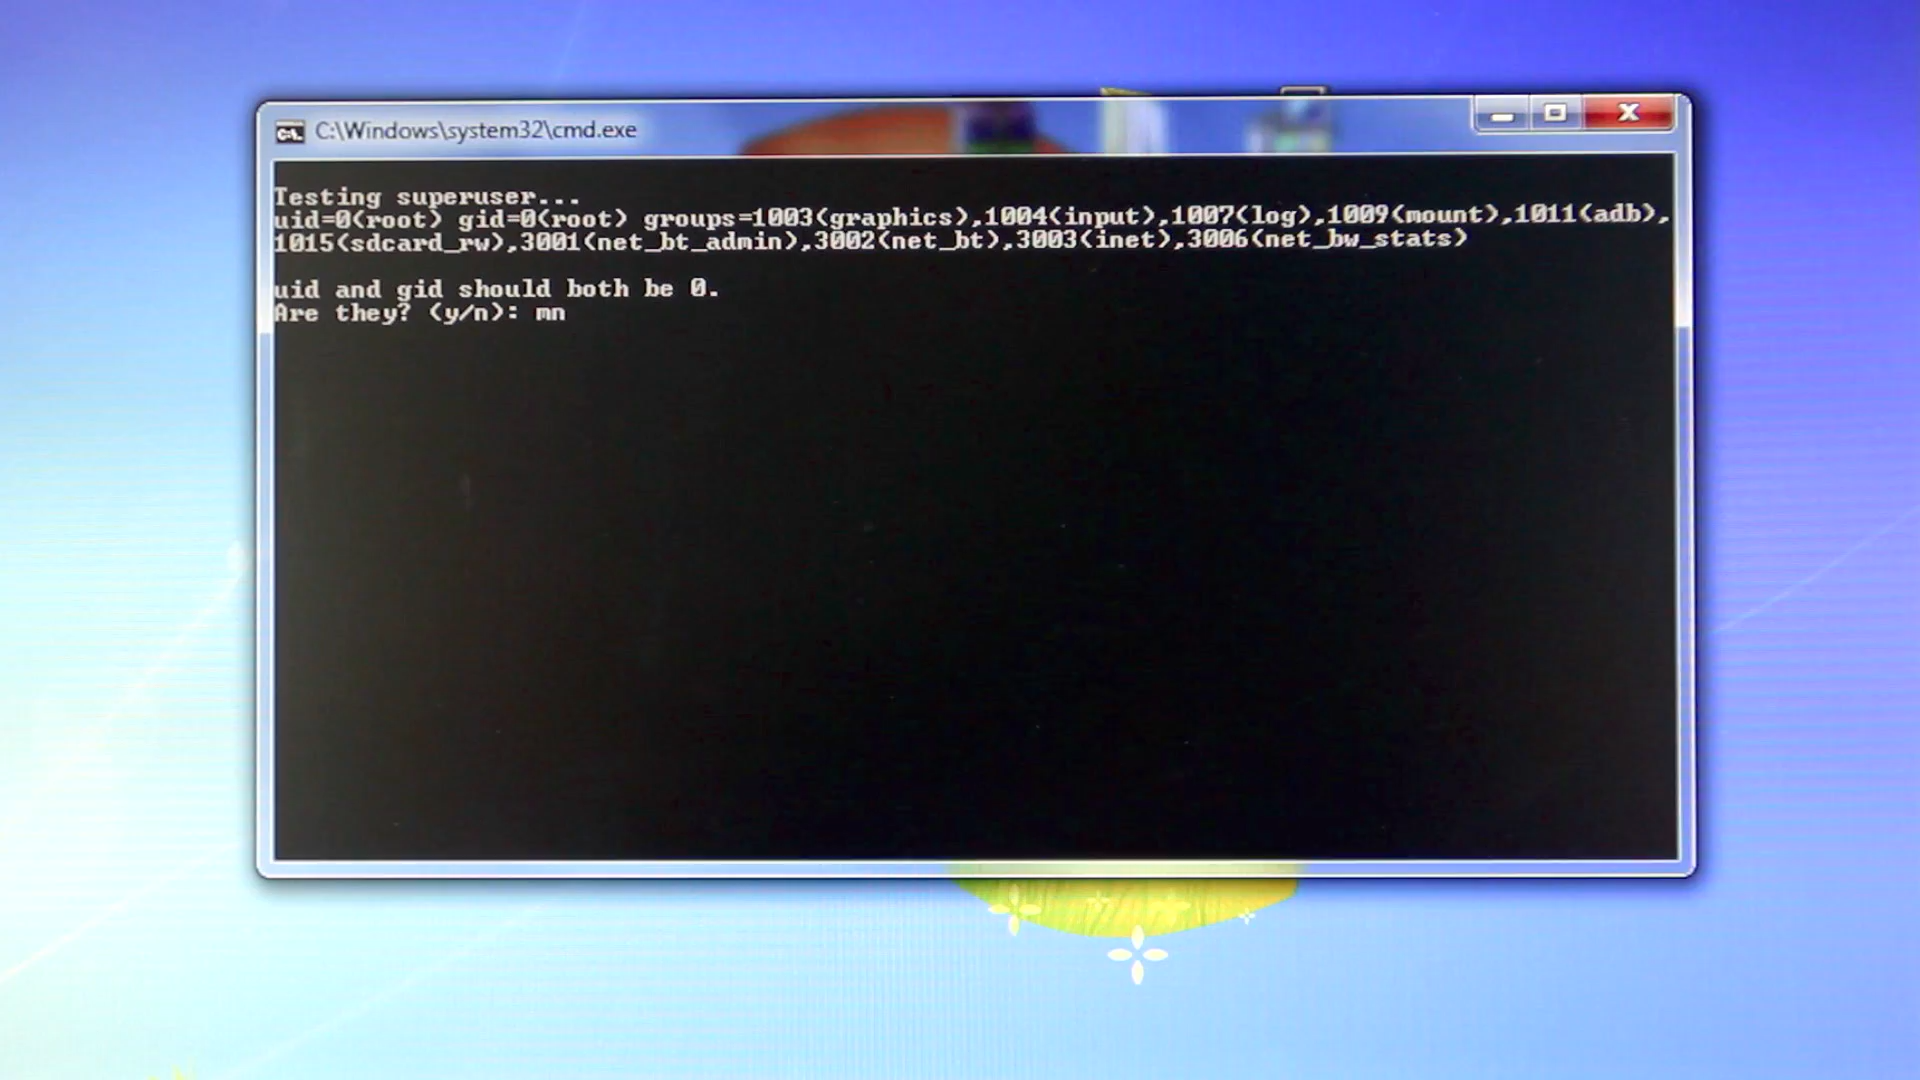 C:\Windows\system32\cmd.exe
Testing superuser...
uid=0(root) gid=0(root) groups=1003(graphics),1004(input),1007(log),1009(mount),1011(adb),
1015(sdcard_rw),3001(net_bt_admin),3002(net_bt),3003(inet),3006(net_bw_stats)
uid and gid should both be 0.
Are they? (y/n): mn